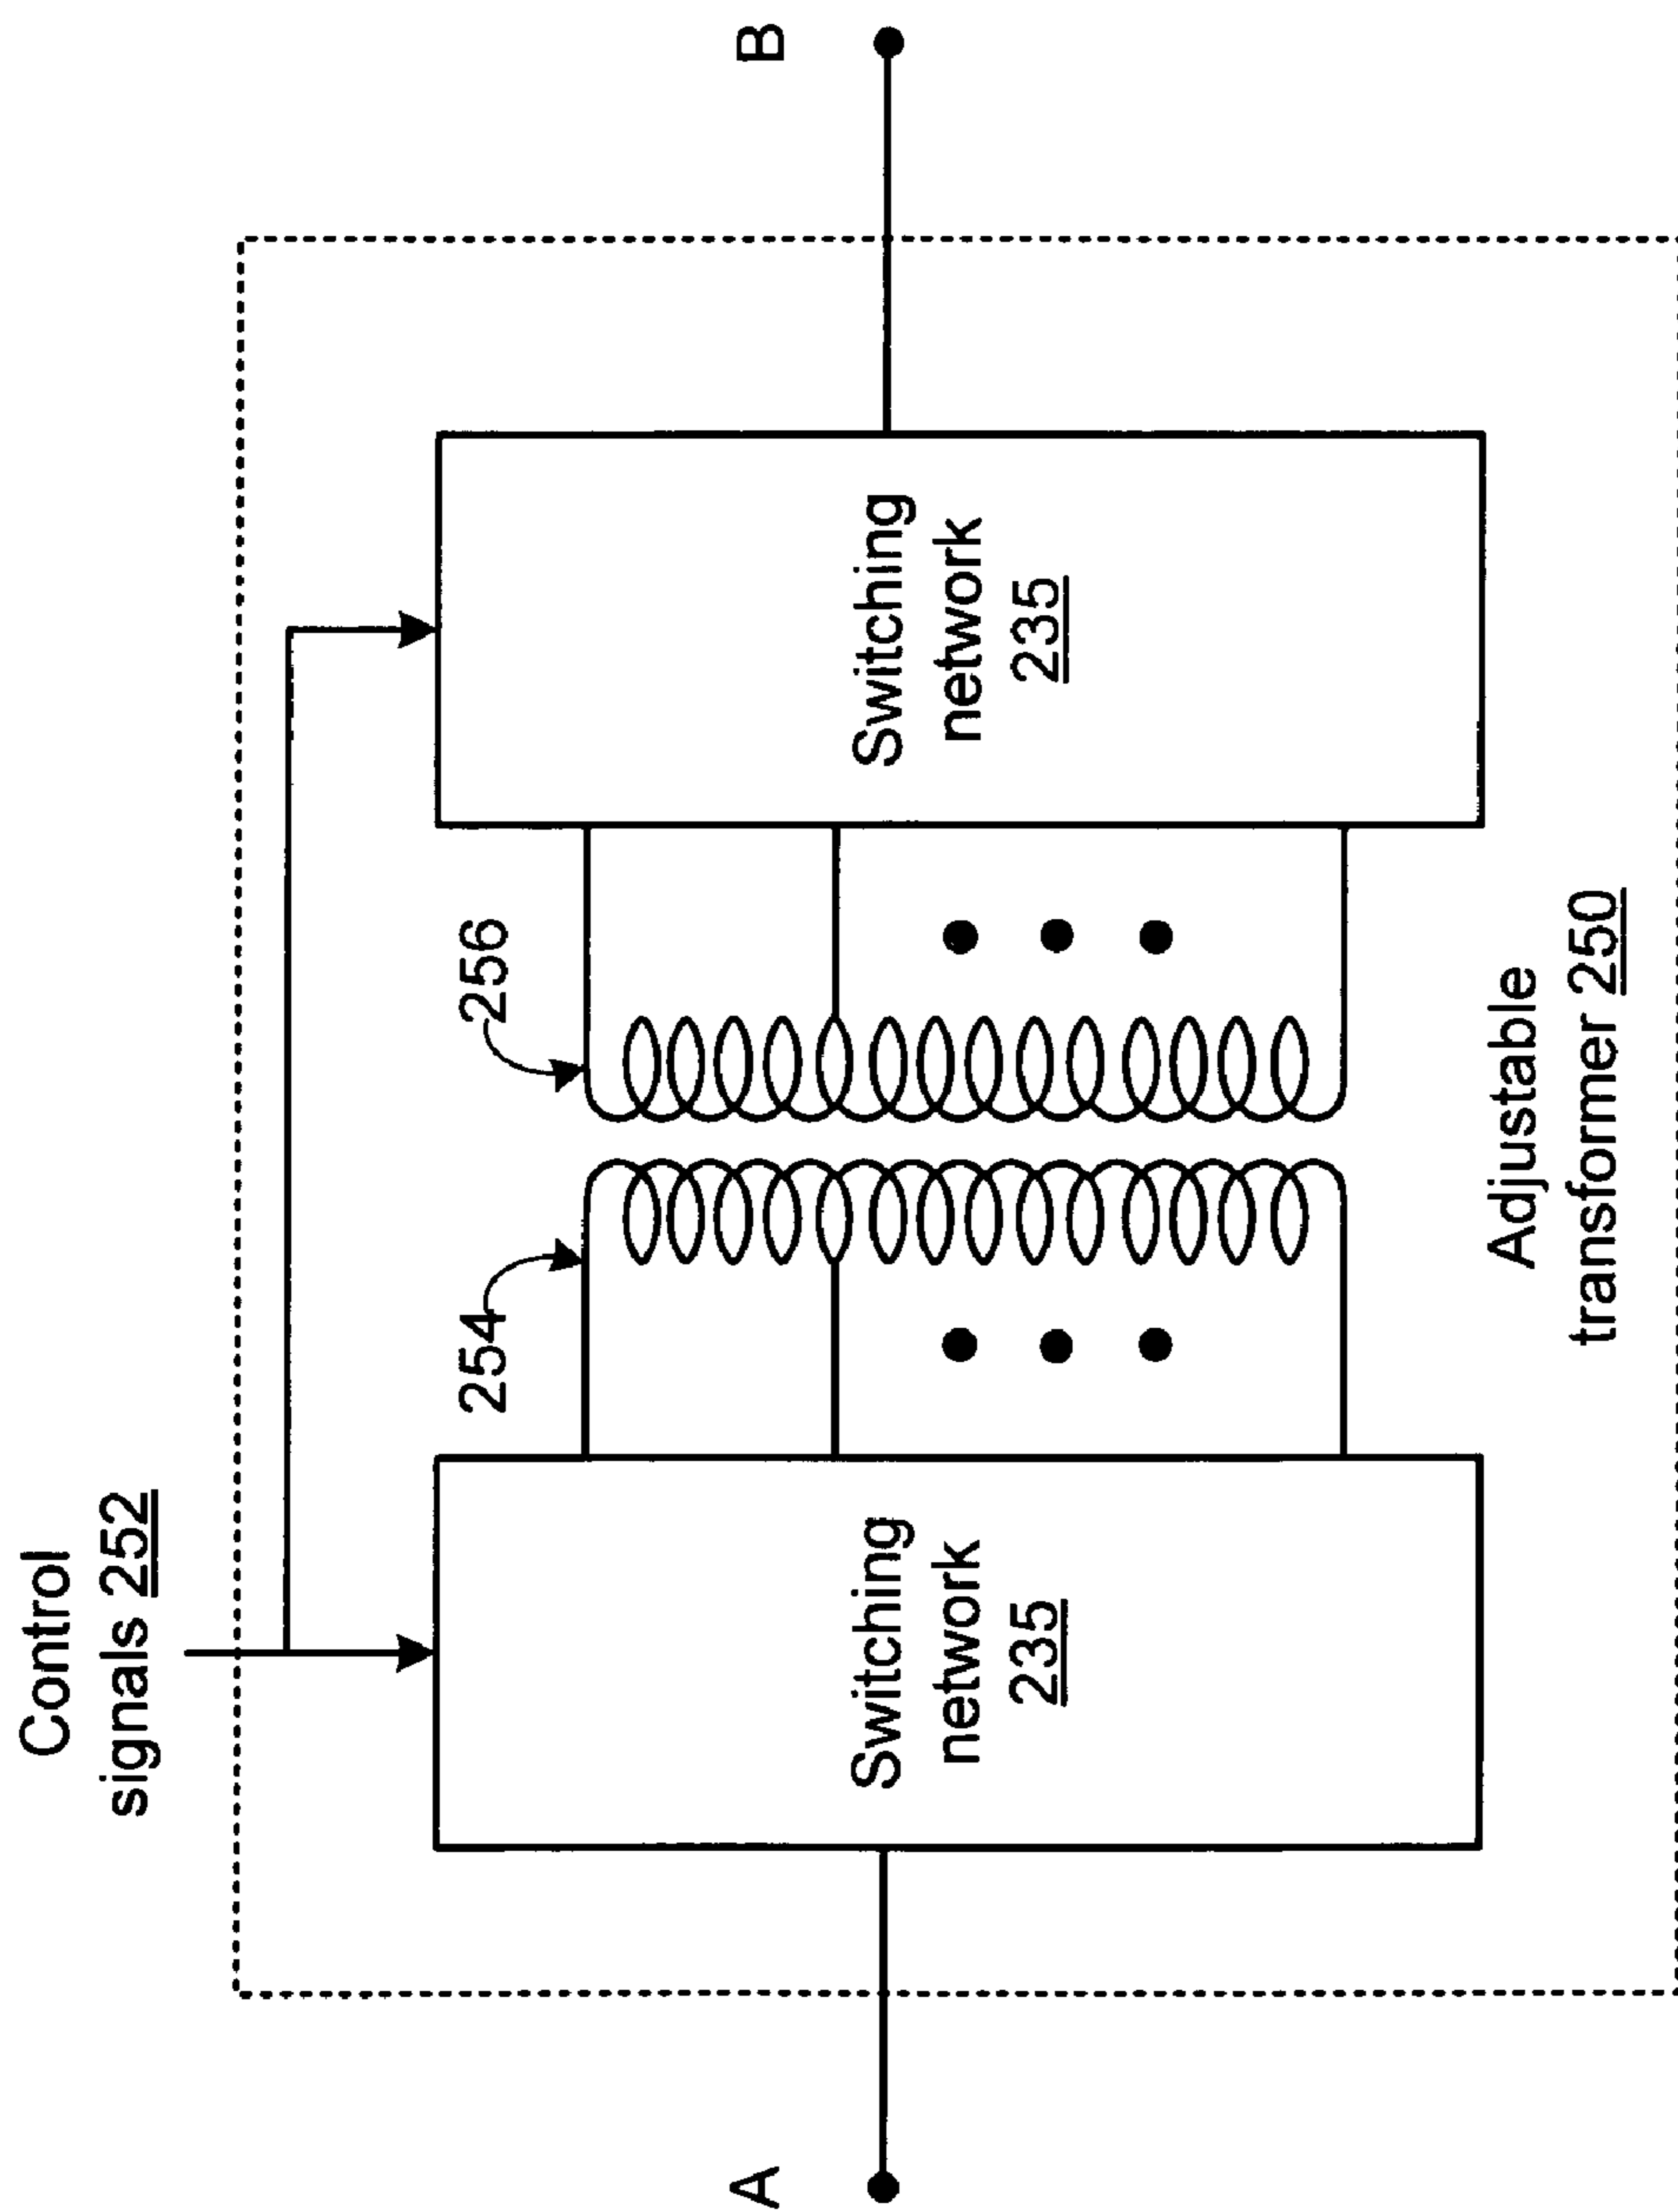 Control
signals 252
A
Switching
network
235
254
256
Switching
network
235
B
Adjustable
transformer 250